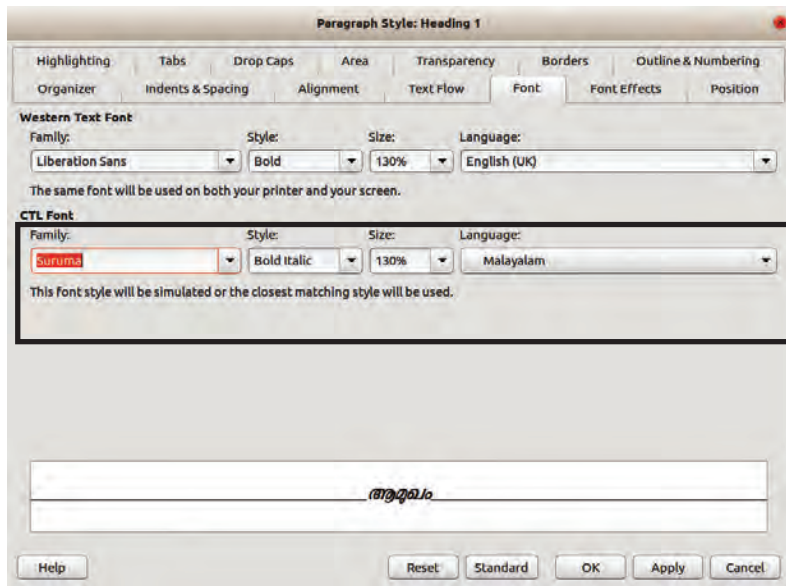 Paragraph Style: Heading 1
Highlighting Tabs Drop Caps Area Transparency Borders Outline & Numbering
Organizer Indents & Spacing Alignment Text Flow Font Font Effects Position
Western Text Font
Family: Style: Size: Language:
Liberation Sans Bold 130% English (UK)
The same font will be used on both your printer and your screen.
CTL Font
Family: Style: Size: Language:
Suruma Bold Italic 130% Malayalam
This font style will be simulated or the closest matching style will be used.
ആമുഖം
Help Reset Standard OK Apply Cancel